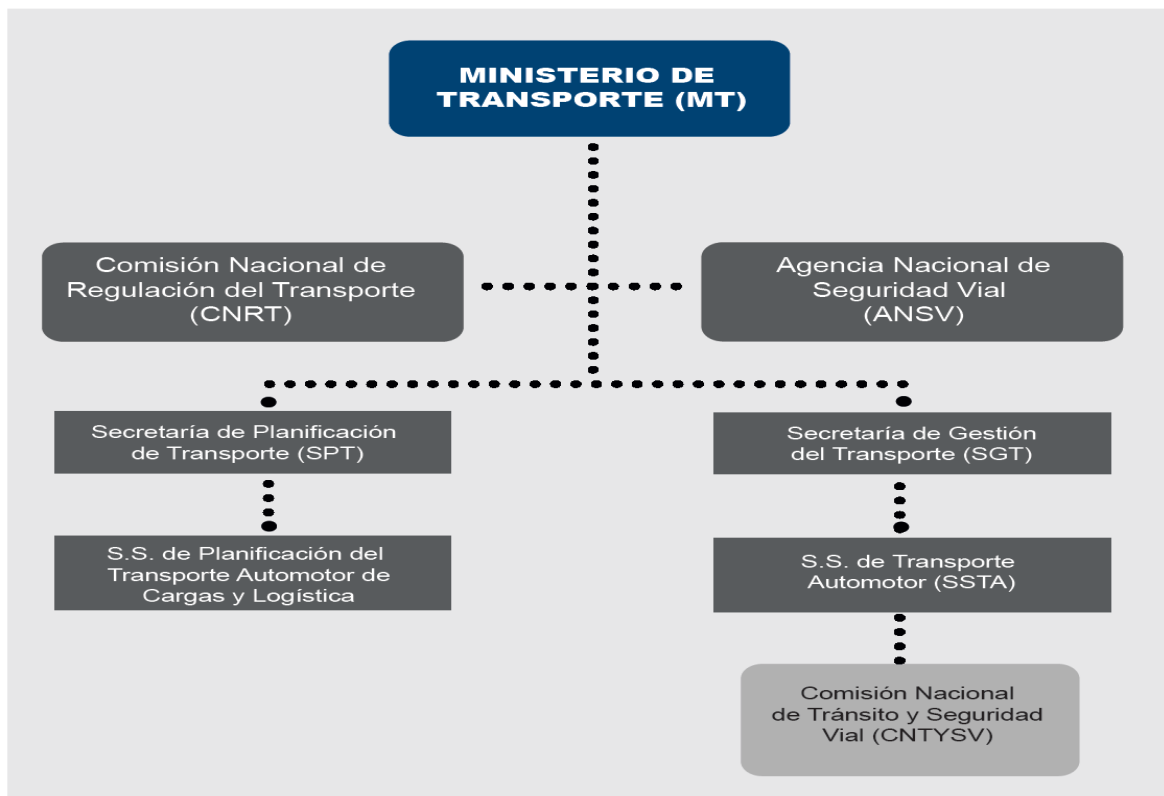 MINISTERIO DE
TRANSPORTE (MT)
Comisión Nacional de
Regulación del Transporte
(CNRT)
Agencia Nacional de
Seguridad Vial
(ANSV)
Secretaría de Planificación
de Transporte (SPT)
Secretaría de Gestión
del Transporte (SGT)
S.S. de Planificación del
Transporte Automotor de
Cargas y Logística
S.S. de Transporte
Automotor (SSTA)
Comisión Nacional
de Tránsito y Seguridad
Vial (CNTYSV)